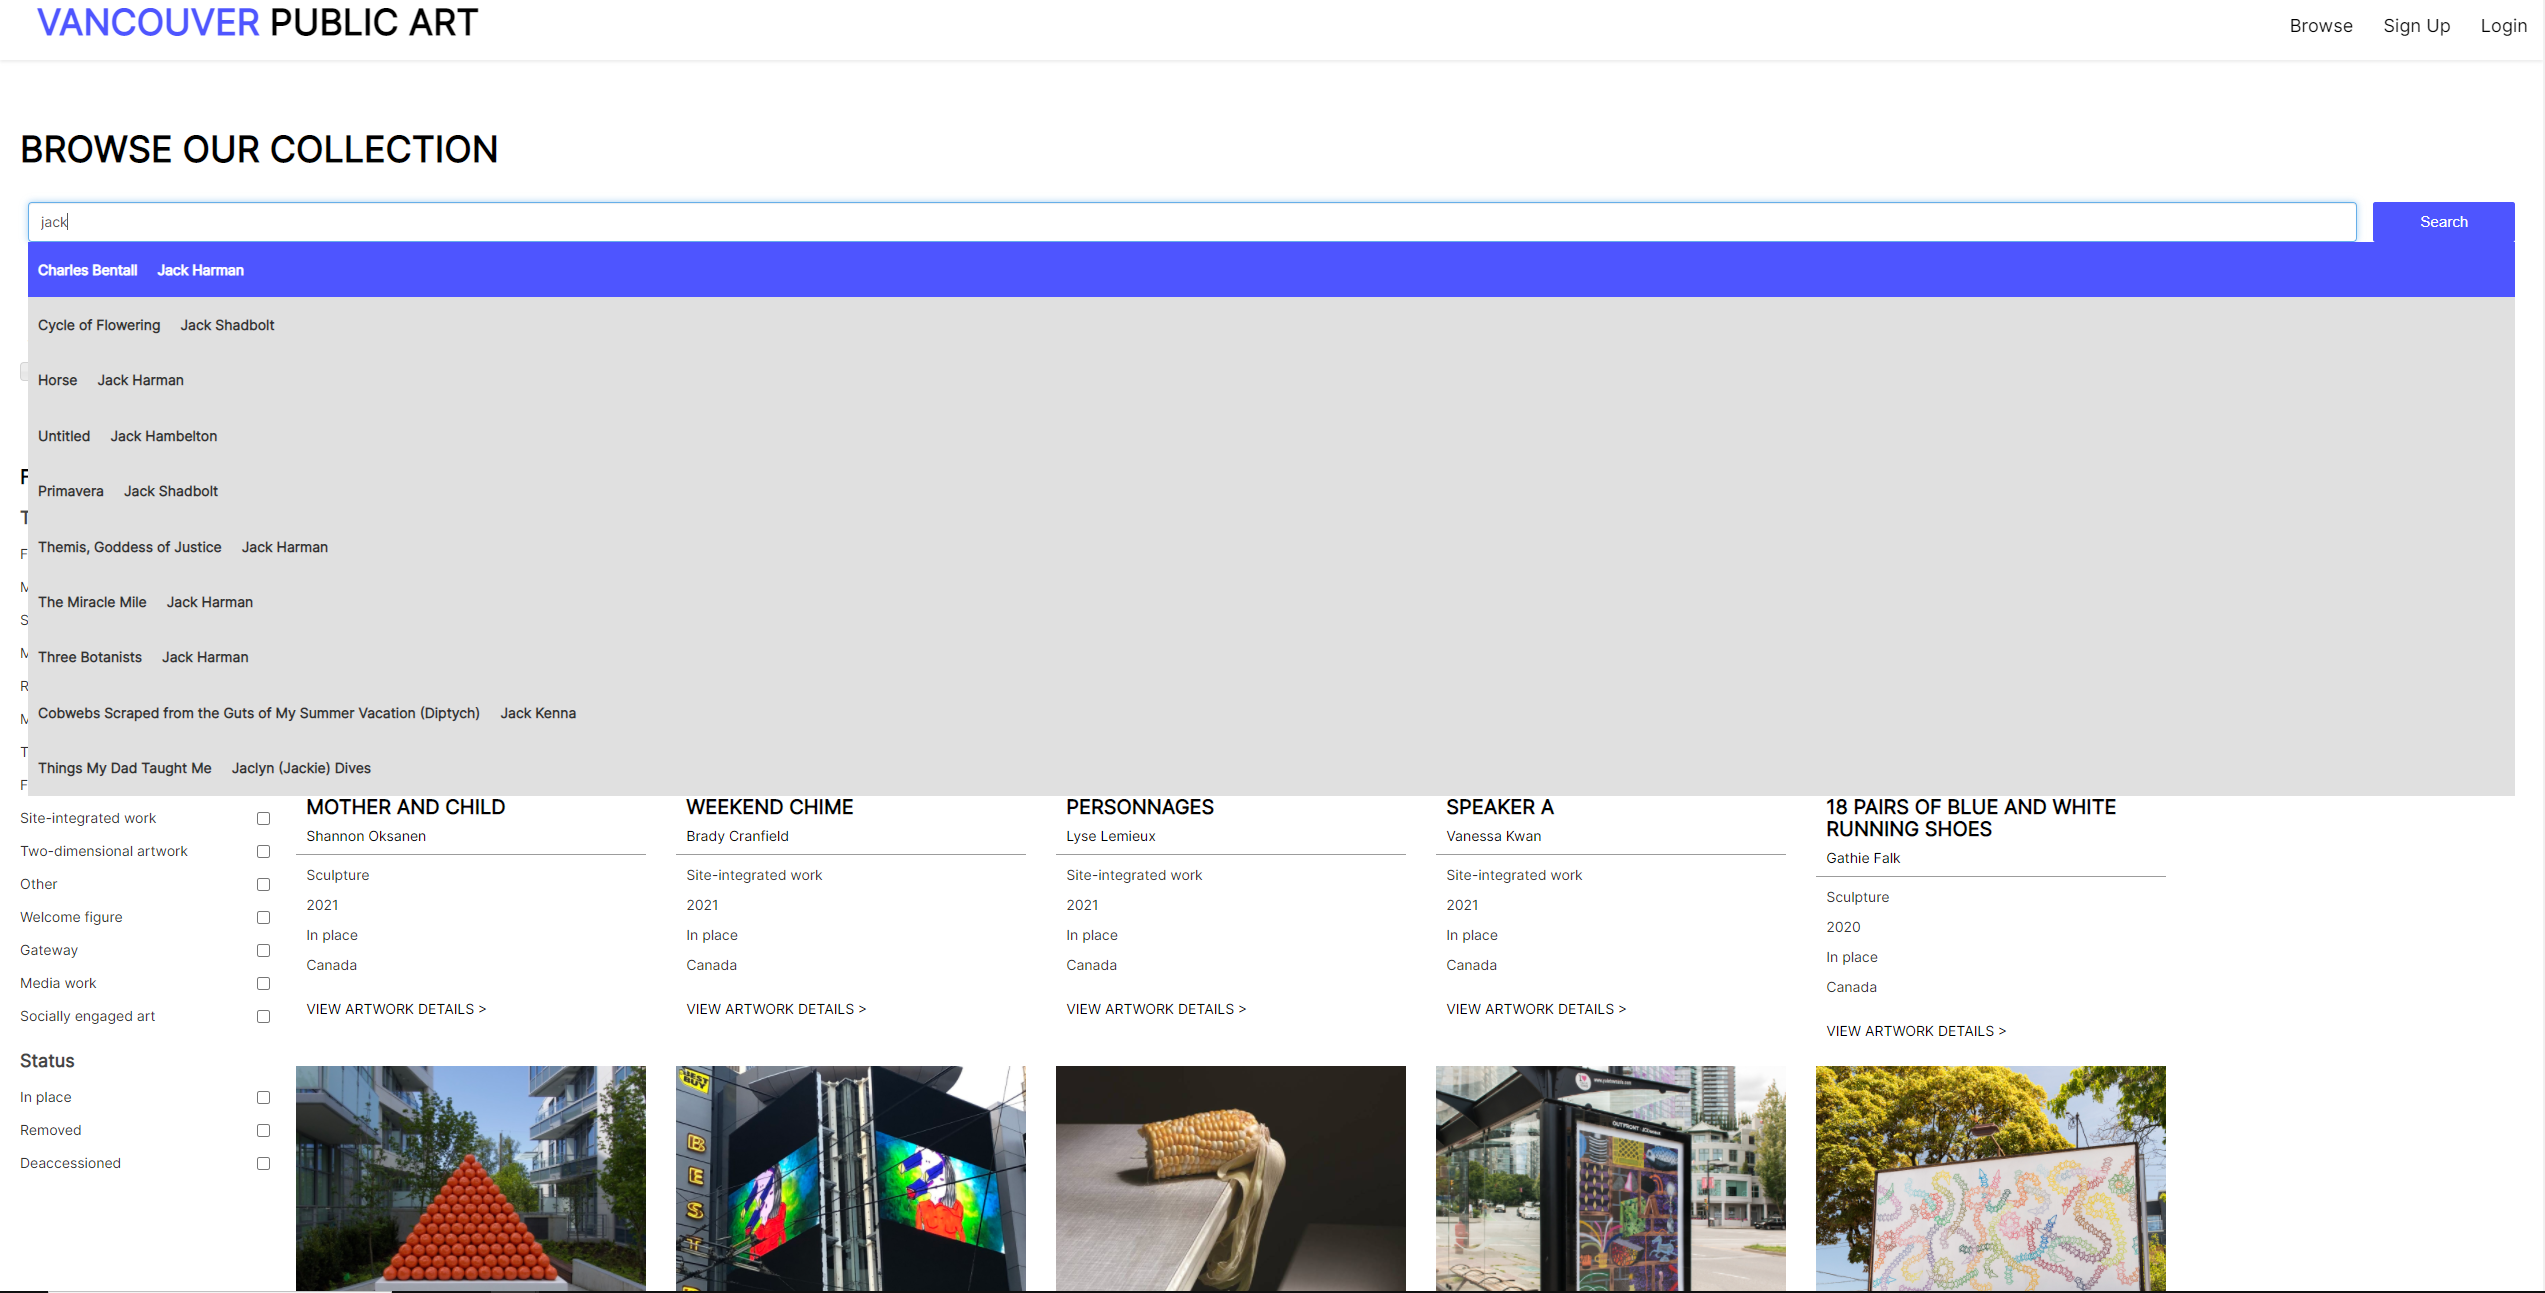 VANCOUVER PUBLIC ART
Browse Sign Up Login
BROWSE OUR COLLECTION
jack
Search
Charles Bentall Jack Harman
Cycle of Flowering Jack Shadbolt
Horse Jack Harman
Untitled Jack Hambelton
Primavera Jack Shadbolt
Themis, Goddess of Justice Jack Harman
The Miracle Mile Jack Harman
Three Botanists Jack Harman
Cobwebs Scraped from the Guts of My Summer Vacation (Diptych) Jack Kenna
Things My Dad Taught Me Jaclyn (Jackie) Dives
F
T
F
M
S
M
R
M
T
F
Site-integrated work
Two-dimensional artwork
Other
Welcome figure
Gateway
Media work
Socially engaged art
Status
In place
Removed
Deaccessioned
MOTHER AND CHILD
Shannon Oksanen
Sculpture
2021
In place
Canada
VIEW ARTWORK DETAILS >
WEEKEND CHIME
Brady Cranfield
Site-integrated work
2021
In place
Canada
VIEW ARTWORK DETAILS >
PERSONNAGES
Lyse Lemieux
Site-integrated work
2021
In place
Canada
VIEW ARTWORK DETAILS >
SPEAKER A
Vanessa Kwan
Site-integrated work
2021
In place
Canada
VIEW ARTWORK DETAILS >
18 PAIRS OF BLUE AND WHITE
RUNNING SHOES
Gathie Falk
Sculpture
2020
In place
Canada
VIEW ARTWORK DETAILS >
BEST
BUY
BEST
OUTFRONT